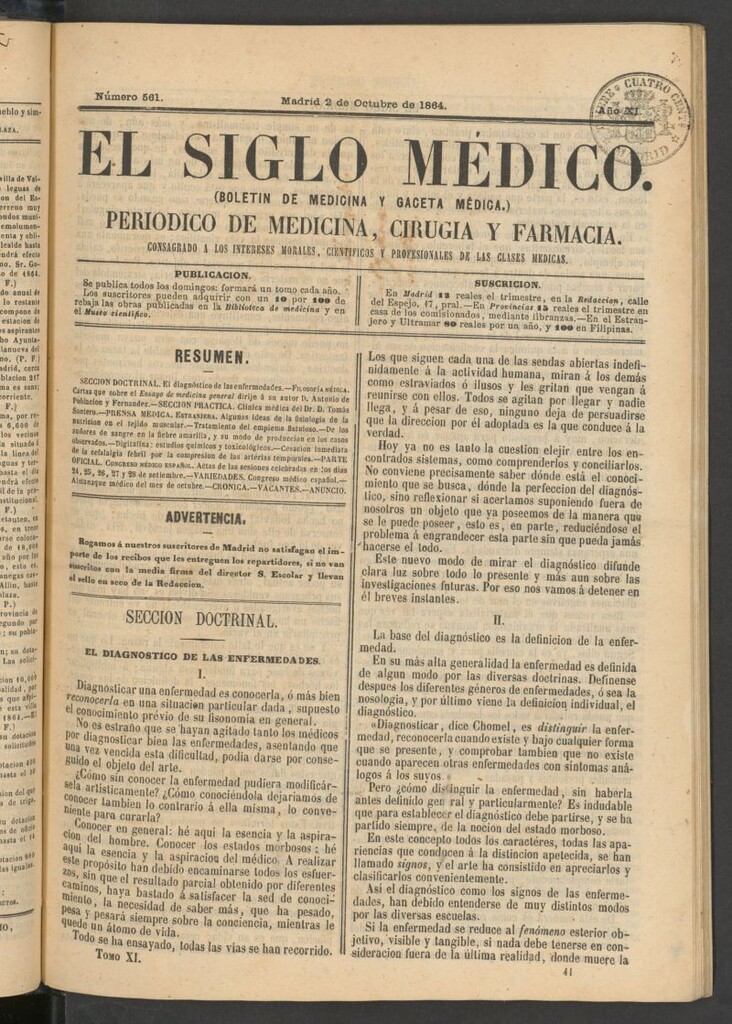 Número 561.
Madrid 2 de Octubre de 1864.
Año XI.
CUATRO
MADRID
EL SIGLO MÉDICO.
(BOLETIN DE MEDICINA Y GACETA MÉDICA.)
PERIODICO DE MEDICINA, CIRUGIA Y FARMACIA.
CONSAGRADO A LOS INTERESES MORALES, CIENTIFICOS Y PROFESIONALES DE LAS CLASES MEDICAS.
PUBLICACION.
Se publica todos los domingos: formará un tomo cada año.
Los suscritores pueden adquirir con un 10 por 100 de
rebaja las obras publicadas en la Biblioteca de medicina y en
el Museo cientifico.
SUSCRICION.
En Madrid 12 reales el trimestre, en la Redaccion, calle
del Espejo, 17, pral.—En Provincias 15 reales el trimestre en
casa de los comisionados, mediante libranzas.—En el Estran-
jero y Ultramar 80 reales por un año, y 100 en Filipinas.
RESUMEN.
SECCION DOCTRINAL. El diagnóstico de las enfermedades.—FILOSOFÍA MÉDICA.
Cartas que sobre el Ensayo de medicina general dirije á su autor D. Antonio de
Poblacion y Fernandez.—SECCION PRACTICA. Clinica médica del Dr. D. Tomás
Santero.—PRENSA MEDICA. ESTRANJERA. Algunas ideas de la fisiologia de la
nutricion en el tejido muscular.—Tratamiento del empiema flatuloso.—De los
sudores de sangre en la fiebre amarilla, y su modo de produccion en los casos
observados.—Digitalina: estudios químicos y toxicológicos.—Cesacion inmediata
de la cefalalgia febril por la compresion de las arterias temporales.—PARTE
OFICIAL. CONGRESO MÉDICO ESPAÑOL. Actas de las sesiones celebradas en los dias
24, 25, 26, 27 y 28 de setiembre.—VARIEDADES. Congreso médico español.—
Almanaque médico del mes de octubre.—CRONICA.—VACANTES.—ANUNCIO.
ADVERTENCIA.
Rogamos á nuestros suscritores de Madrid no satisfagan el im-
porte de los recibos que les entreguen los repartidores, si no van
suscritos con la media firma del director S. Escolar y llevan
el sello en seco de la Redaccion.
SECCION DOCTRINAL.
EL DIAGNOSTICO DE LAS ENFERMEDADES.
I.
Diagnosticar una enfermedad es conocerla, ó más bien
reconocerla en una situacion particular dada, supuesto
el conocimiento prévio de su fisonomia en general.
No es estraño que se hayan agitado tanto los médicos
por diagnosticar bien las enfermedades, asentando que
una vez vencida esta dificultad, podia darse por conse-
guido el objeto del arte.
¿Cómo sin conocer la enfermedad pudiera modificár-
sela artísticamente? ¿Cómo conociéndola dejaríamos de
conocer tambien lo contrario á ella misma, lo conve-
niente para curarla?
Conocer en general: hé aquí la esencia y la aspira-
cion del hombre. Conocer los estados morbosos: hé
aquí la esencia y la aspiracion del médico. A realizar
este propósito han debido encaminarse todos los esfuer-
zos, sin que el resultado parcial obtenido por diferentes
caminos, haya bastado á satisfacer la sed de conoci-
miento, la necesidad de saber más, que ha pesado,
pesa y pesará siempre sobre la conciencia, mientras le
quede un átomo de vida.
Todo se ha ensayado, todas las vias se han recorrido.
TOMO XI.
Los que siguen cada una de las sendas abiertas indefi-
nidamente á la actividad humana, miran á los demás
como estraviados ó ilusos y les gritan que vengan á
reunirse con ellos. Todos se agitan por llegar y nadie
llega, y á pesar de eso, ninguno deja de persuadirse
que la direccion por él adoptada es la que conduce á la
verdad.
Hoy ya no es tanto la cuestion elejir entre los en-
contrados sistemas, como comprenderlos y conciliarlos.
No conviene precisamente saber dónde está el conoci-
miento que se busca, dónde la perfeccion del diagnós-
tico, sino reflexionar si acertamos suponiendo fuera de
nosotros un objeto que ya poseemos de la manera que
se le puede poseer, esto es, en parte, reduciéndose el
problema á engrandecer esta parte sin que pueda jamás
hacerse el todo.
Este nuevo modo de mirar el diagnóstico difunde
clara luz sobre todo lo presente y más aun sobre las
investigaciones futuras. Por eso nos vamos á detener en
él breves instantes.
II.
La base del diagnóstico es la definicion de la enfer-
medad.
En su más alta generalidad la enfermedad es definida
de algun modo por las diversas doctrinas. Defínense
despues los diferentes géneros de enfermedades, ó sea la
nosologia, y por último viene la definicion individual, el
diagnóstico.
«Diagnosticar, dice Chomel, es distinguir la enfer-
medad, reconocerla cuando existe y bajo cualquier forma
que se presente, y comprobar tambien que no existe
cuando aparecen otras enfermedades con síntomas aná-
logos á los suyos.
Pero ¿cómo distinguir la enfermedad, sin haberla
antes definido gen ral y particularmente? Es indudable
que para establecer el diagnóstico debe partirse, y se ha
partido siempre, de la nocion del estado morboso.
En este concepto todos los caractéres, todas las apa-
riencias que conducen á la distincion apetecida, se han
llamado signos, y el arte ha consistido en apreciarlos y
clasificarlos convenientemente.
Así el diagnóstico como los signos de las enferme-
dades, han debido entenderse de muy distintos modos
por las diversas escuelas.
Si la enfermedad se reduce al fenómeno esterior ob-
jetivo, visible y tangible, si nada debe tenerse en con-
sideracion fuera de la última realidad, donde muere la
41